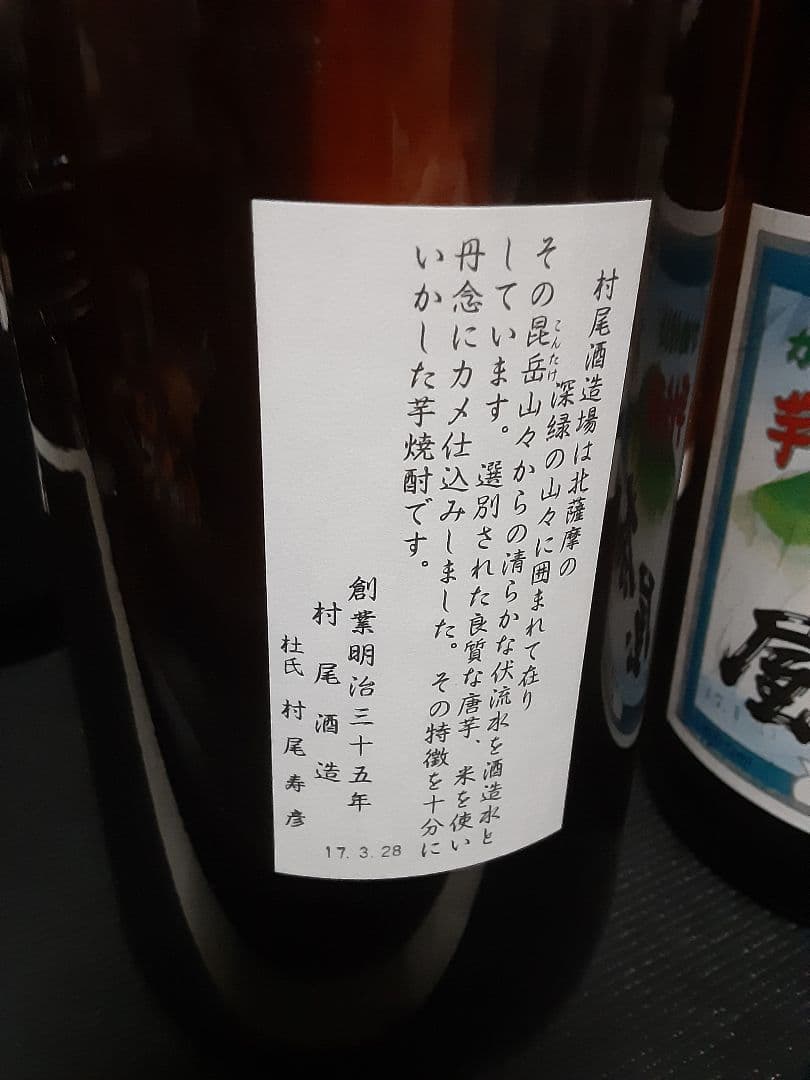 村尾酒造場は北薩摩の
深緑の山々に囲まれて在り
その昆岳山々からの清らかな伏流水を酒造水と
こんたけ
しています。選別された良質な唐芋、米を使い
丹念にカメ仕込みしました。その特徴を十分に
いかした芋焼酎です。
創業明治三十五年
村尾酒造
杜氏 村尾寿彦
17.3.28
芋